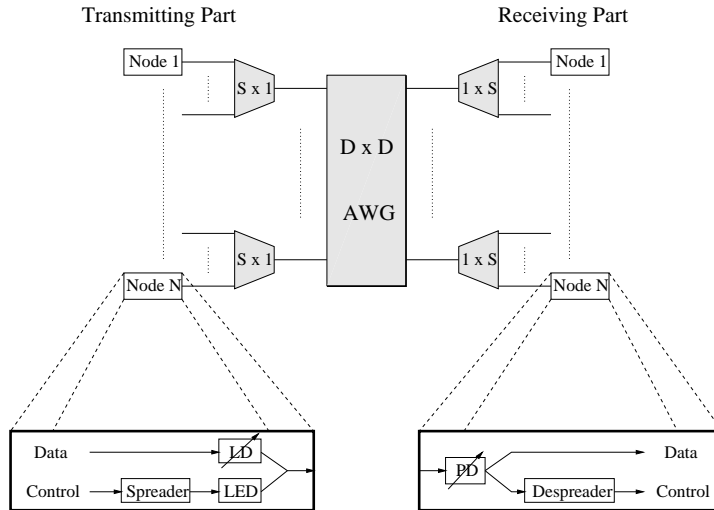 Transmitting Part
Receiving Part
Node 1
Node 1
S x 1
1 x S
D x D
AWG
S x 1
1 x S
Node N
Node N
Data
LD
Control
Spreader
LED
PD
Data
Despreader
Control